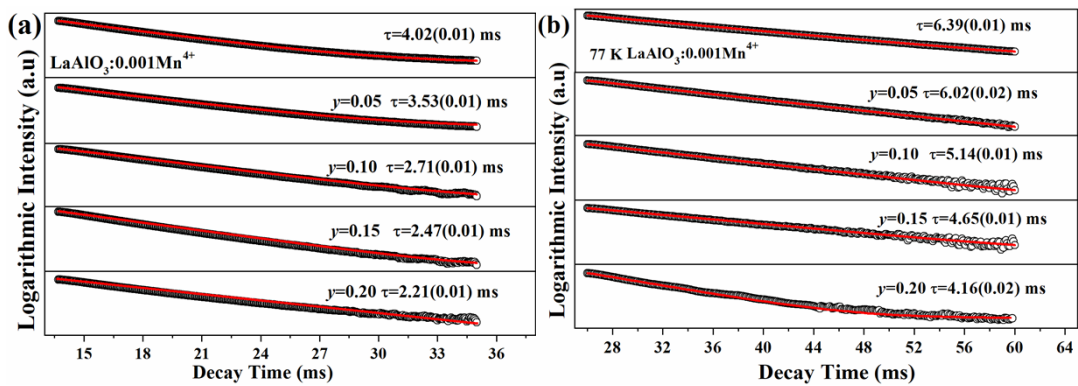 (a)
Logarithmic Intensity (a.u)
τ=4.02(0.01) ms
LaAlO₃:0.001Mn⁴⁺
y=0.05 τ=3.53(0.01) ms
y=0.10 τ=2.71(0.01) ms
y=0.15 τ=2.47(0.01) ms
y=0.20 τ=2.21(0.01) ms
15 18 21 24 27 30 33 36
Decay Time (ms)
(b)
Logarithmic Intensity (a.u)
τ=6.39(0.01) ms
77 K LaAlO₃:0.001Mn⁴⁺
y=0.05 τ=6.02(0.02) ms
y=0.10 τ=5.14(0.01) ms
y=0.15 τ=4.65(0.01) ms
y=0.20 τ=4.16(0.02) ms
28 32 36 40 44 48 52 56 60 64
Decay Time (ms)